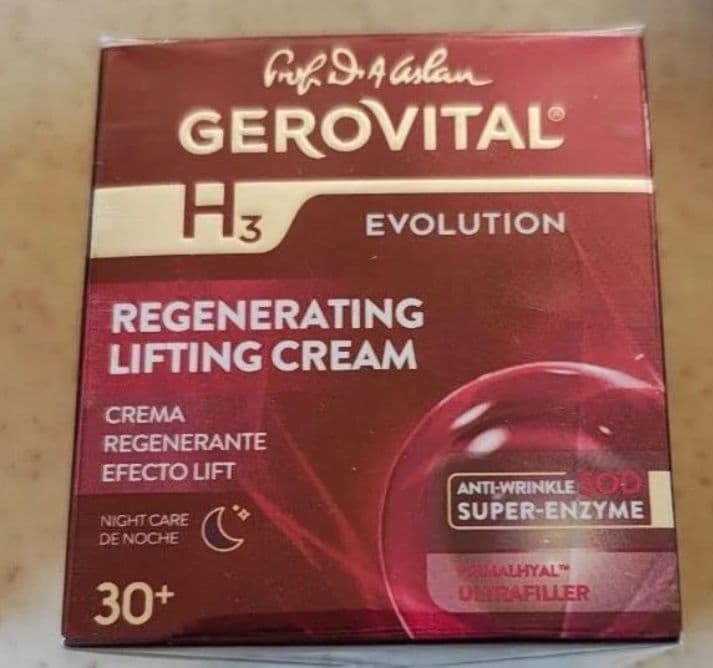 Prof. Dr. A Aslan
GEROVITAL®
H3
EVOLUTION
REGENERATING
LIFTING CREAM
CREMA
REGENERANTE
EFECTO LIFT
NIGHT CARE
DE NOCHE
30+
ANTI-WRINKLE SOD
SUPER-ENZYME
PRIMALHYAL™
ULTRAFILLER